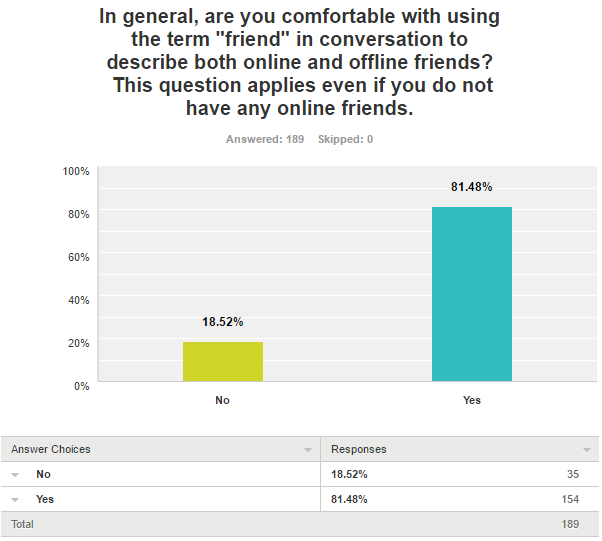 In general, are you comfortable with using
the term "friend" in conversation to
describe both online and offline friends?
This question applies even if you do not
have any online friends.
Answered: 189 Skipped: 0
100%
80%
60%
40%
20%
0%
18.52%
81.48%
No
Yes
Answer Choices Responses
No 18.52% 35
Yes 81.48% 154
Total 189